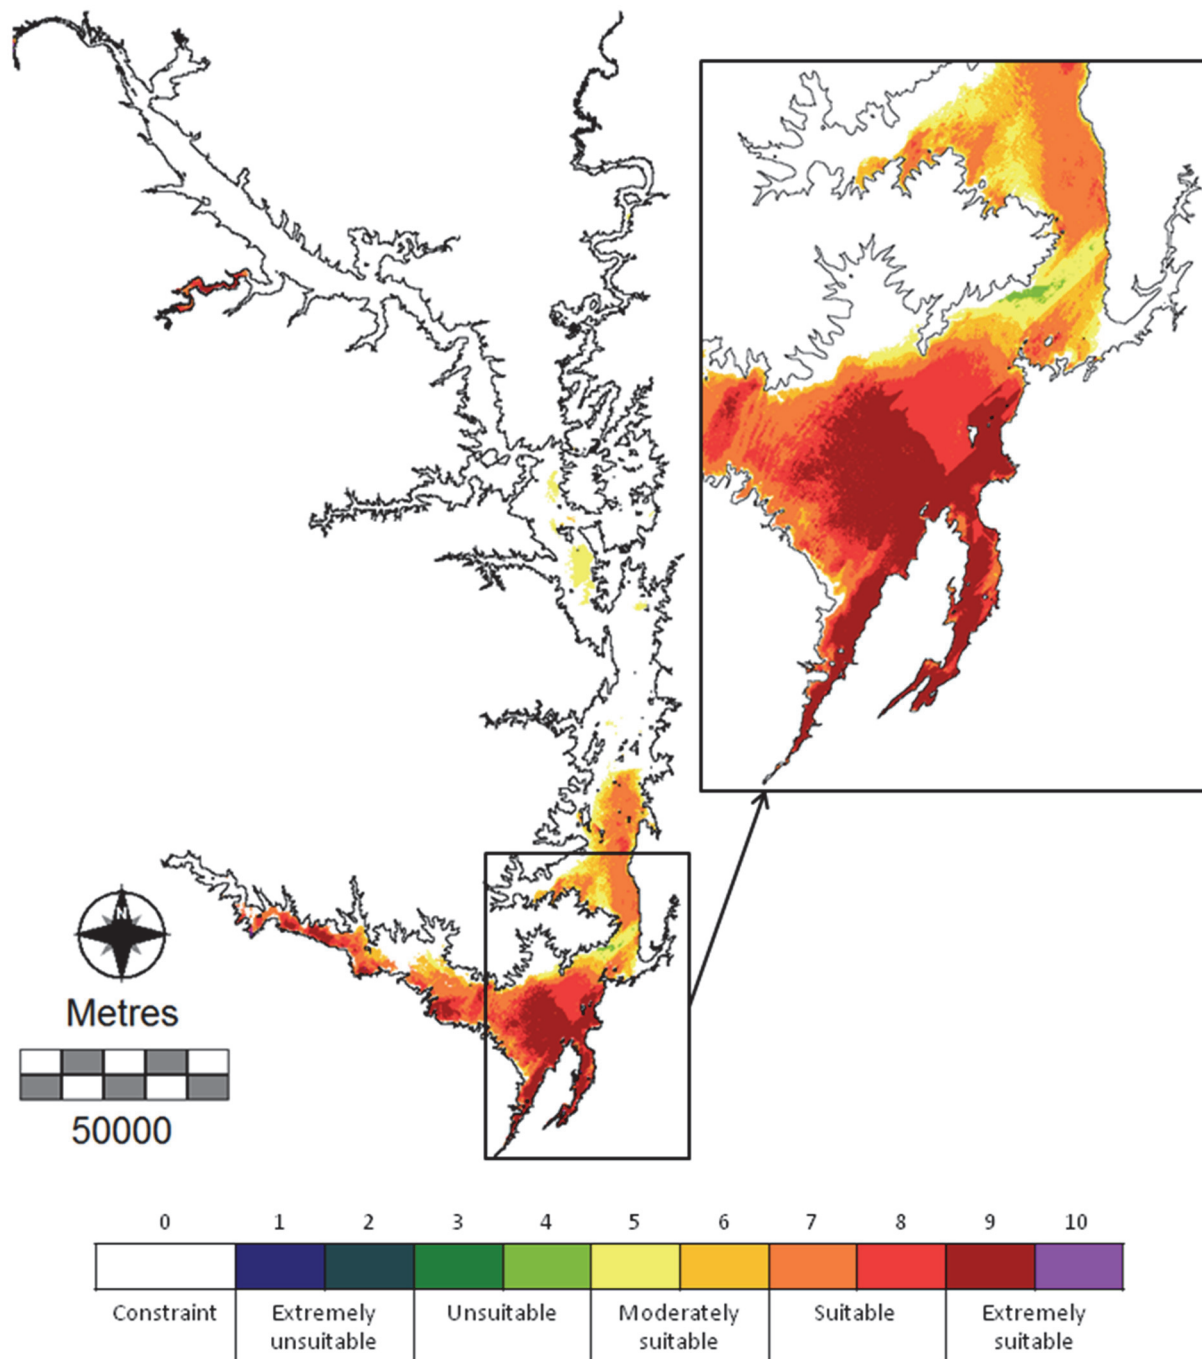 N
Metres
50000
0 1 2 3 4 5 6 7 8 9 10
Constraint Extremely unsuitable Unsuitable Moderately suitable Suitable Extremely suitable